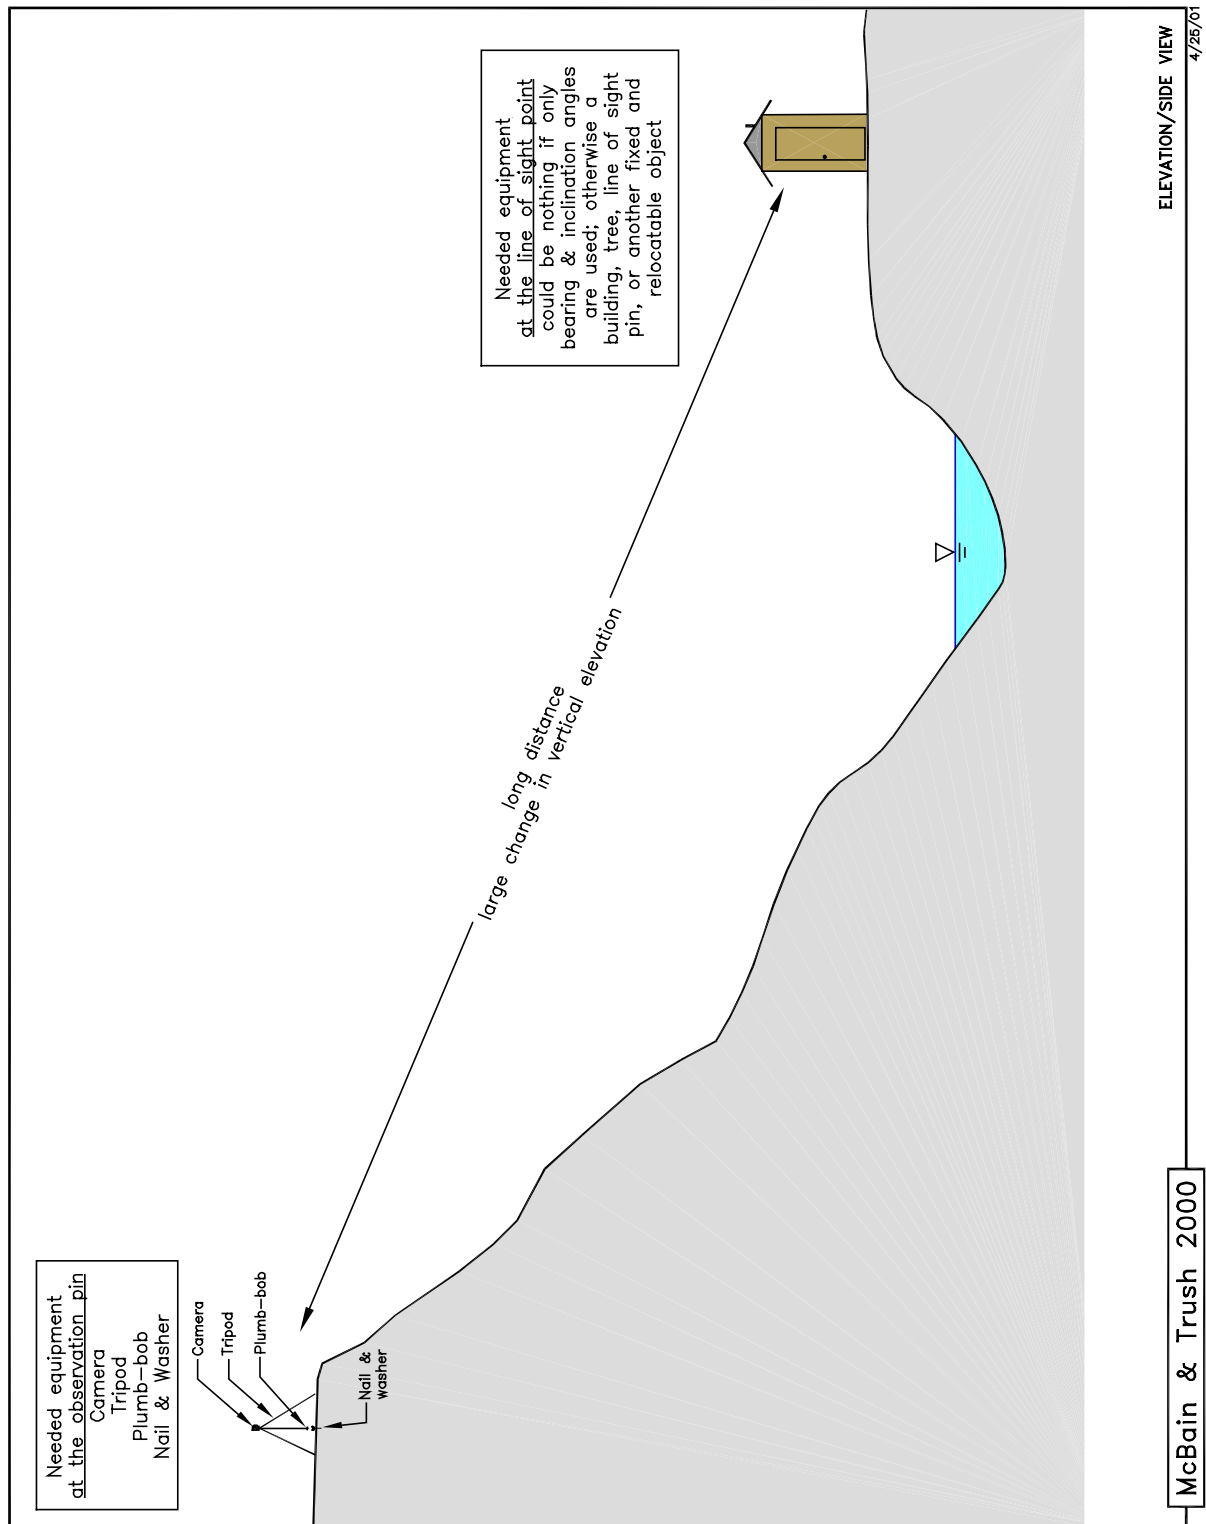 Needed equipment
at the observation pin
Camera
Tripod
Plumb-bob
Nail & Washer
Camera
Tripod
Plumb-bob
Nail &
washer
long distance
large change in vertical elevation
Needed equipment
at the line of sight point
could be nothing if only
bearing & inclination angles
are used; otherwise a
building, tree, line of sight
pin, or another fixed and
relocatable object
McBain & Trush 2000
ELEVATION/SIDE VIEW
4/25/01